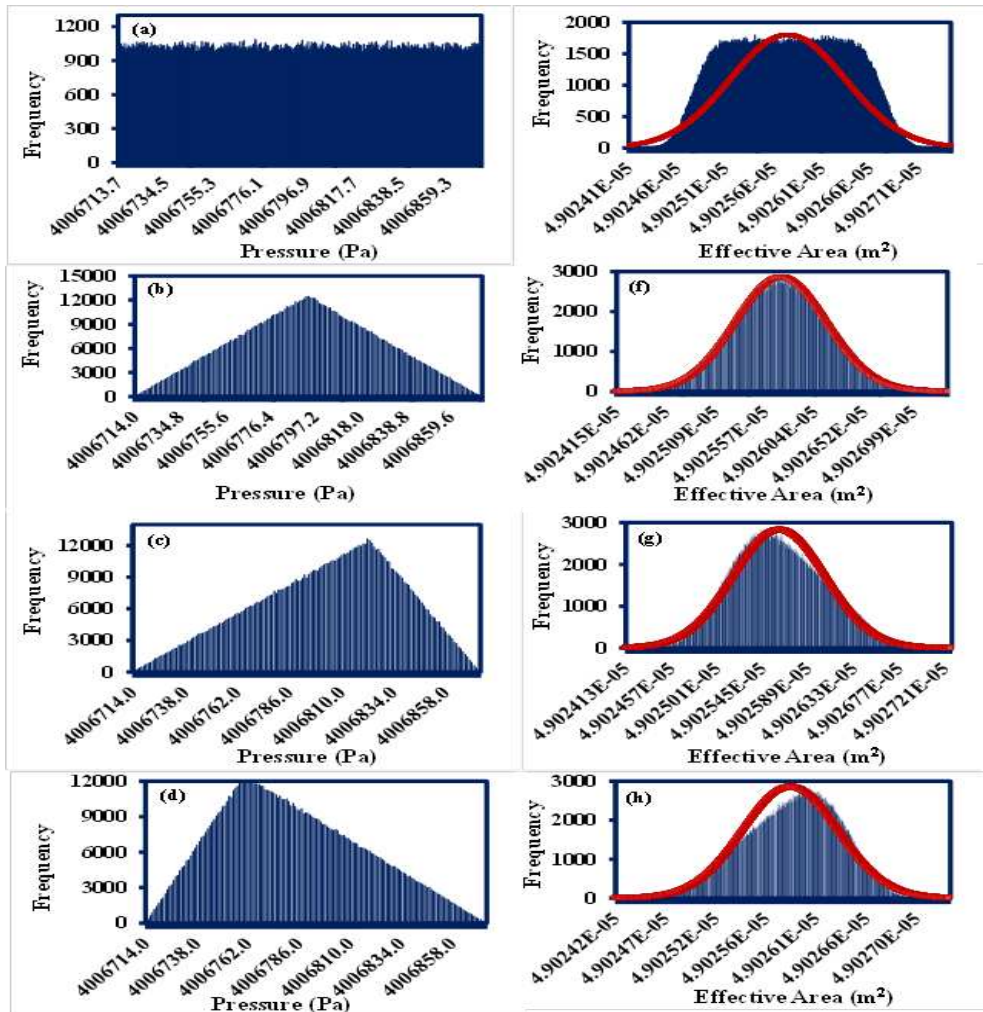 (a)
Frequency
1200
900
600
300
0
4006713.7 4006734.5 4006755.3 4006776.1 4006796.9 4006817.7 4006838.5 4006859.3
Pressure (Pa)
Frequency
2000
1500
1000
500
0
4.90241E-05 4.90246E-05 4.90251E-05 4.90256E-05 4.90261E-05 4.90266E-05 4.90271E-05
Effective Area (m²)
(b)
Frequency
15000
12000
9000
6000
3000
0
4006714.0 4006734.8 4006755.6 4006776.4 4006797.2 4006818.0 4006838.8 4006859.6
Pressure (Pa)
(f)
Frequency
3000
2000
1000
0
4.902415E-05 4.902462E-05 4.902509E-05 4.902557E-05 4.902604E-05 4.902652E-05 4.902699E-05
Effective Area (m²)
(c)
Frequency
12000
9000
6000
3000
0
4006714.0 4006738.0 4006762.0 4006786.0 4006810.0 4006834.0 4006858.0
Pressure (Pa)
(g)
Frequency
3000
2000
1000
0
4.902413E-05 4.902457E-05 4.902501E-05 4.902545E-05 4.902589E-05 4.902633E-05 4.902677E-05 4.902721E-05
Effective Area (m²)
(d)
Frequency
12000
9000
6000
3000
0
4006714.0 4006738.0 4006762.0 4006786.0 4006810.0 4006834.0 4006858.0
Pressure (Pa)
(h)
Frequency
3000
2000
1000
0
4.90242E-05 4.90247E-05 4.90252E-05 4.90256E-05 4.90261E-05 4.90266E-05 4.90270E-05
Effective Area (m²)